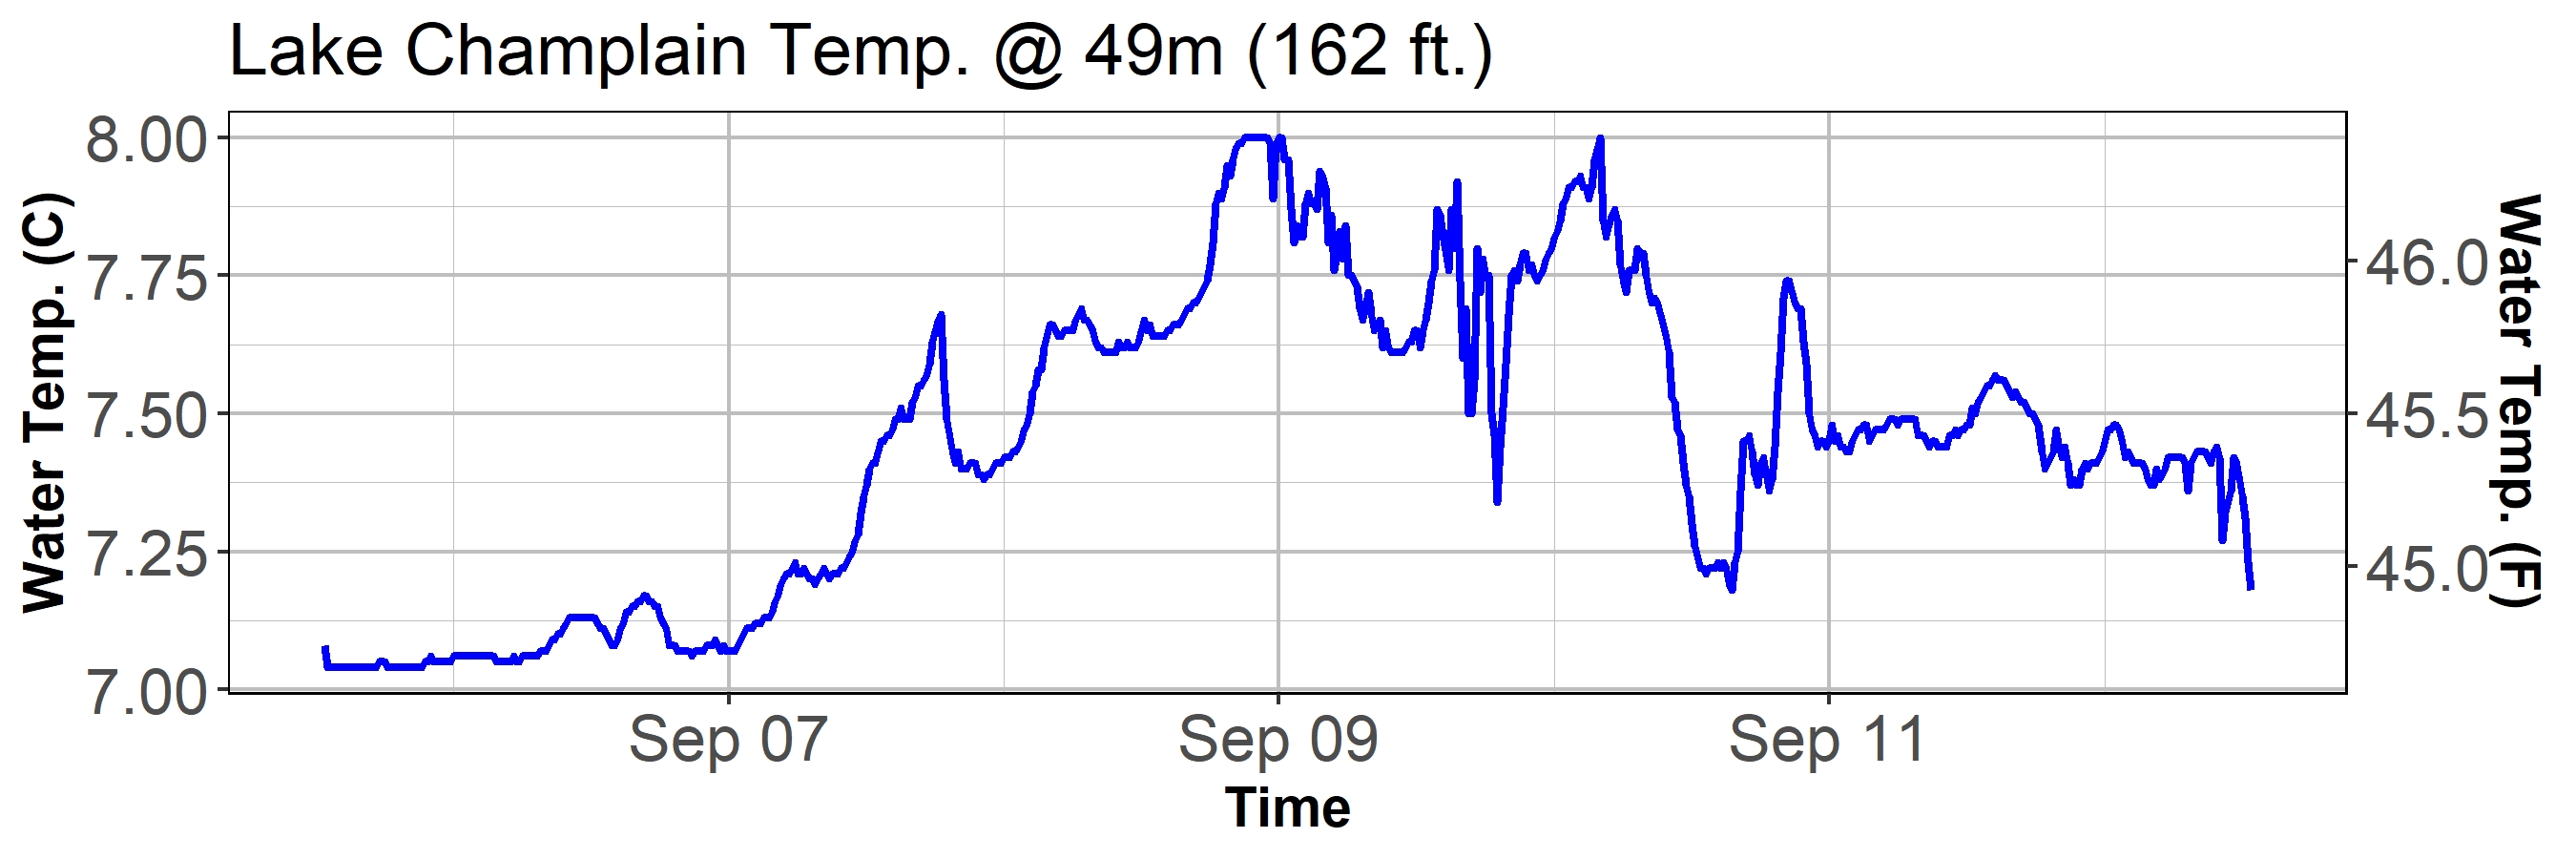 Lake Champlain Temp. @ 49m (162 ft.)
Water Temp. (C)
8.00
7.75
7.50
7.25
7.00
46.0
45.5
45.0
Water Temp. (F)
Sep 07
Sep 09
Sep 11
Time